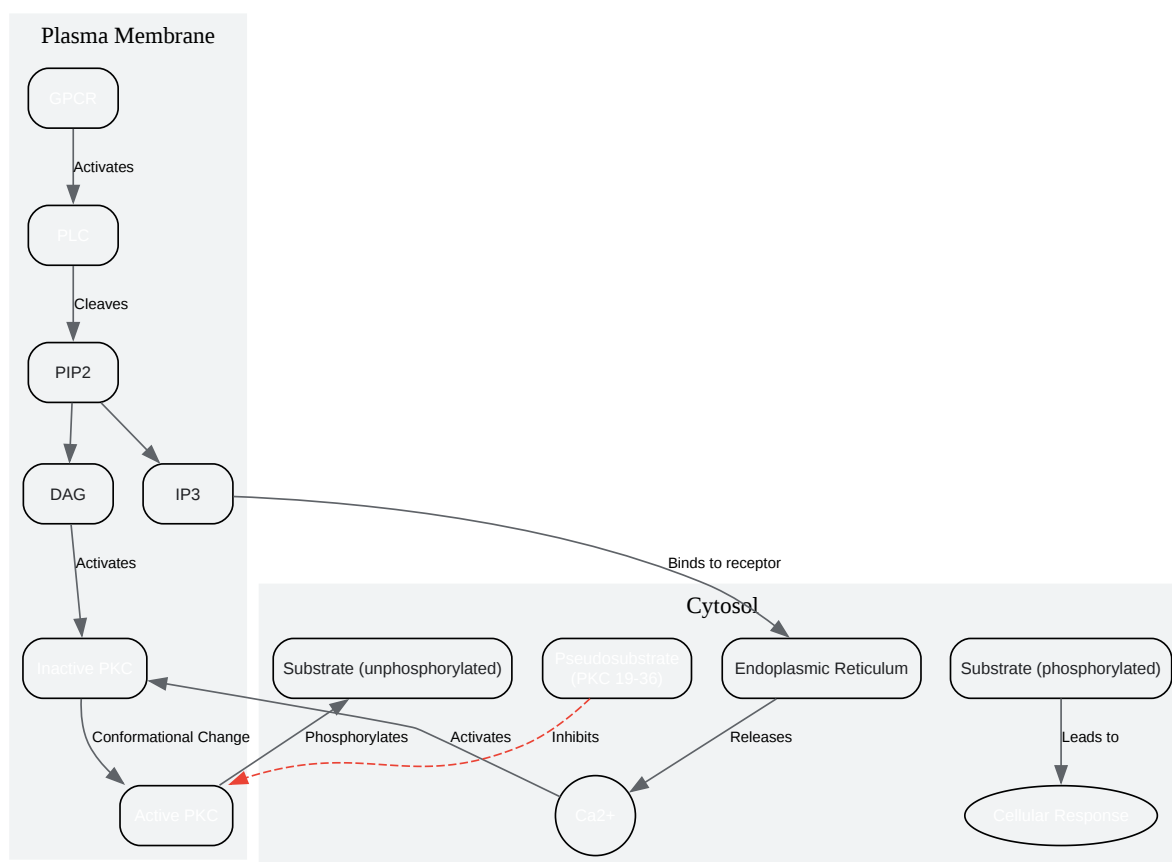 Plasma Membrane
GPCR
Activates
PLC
Cleaves
PIP2
DAG
IP3
Activates
Binds to receptor
Cytosol
Inactive PKC
Substrate (unphosphorylated)
Pseudosubstrate
(PKC 19-36)
Endoplasmic Reticulum
Substrate (phosphorylated)
Conformational Change
Phosphorylates
Activates
Inhibits
Releases
Leads to
Active PKC
Ca2+
Cellular Response